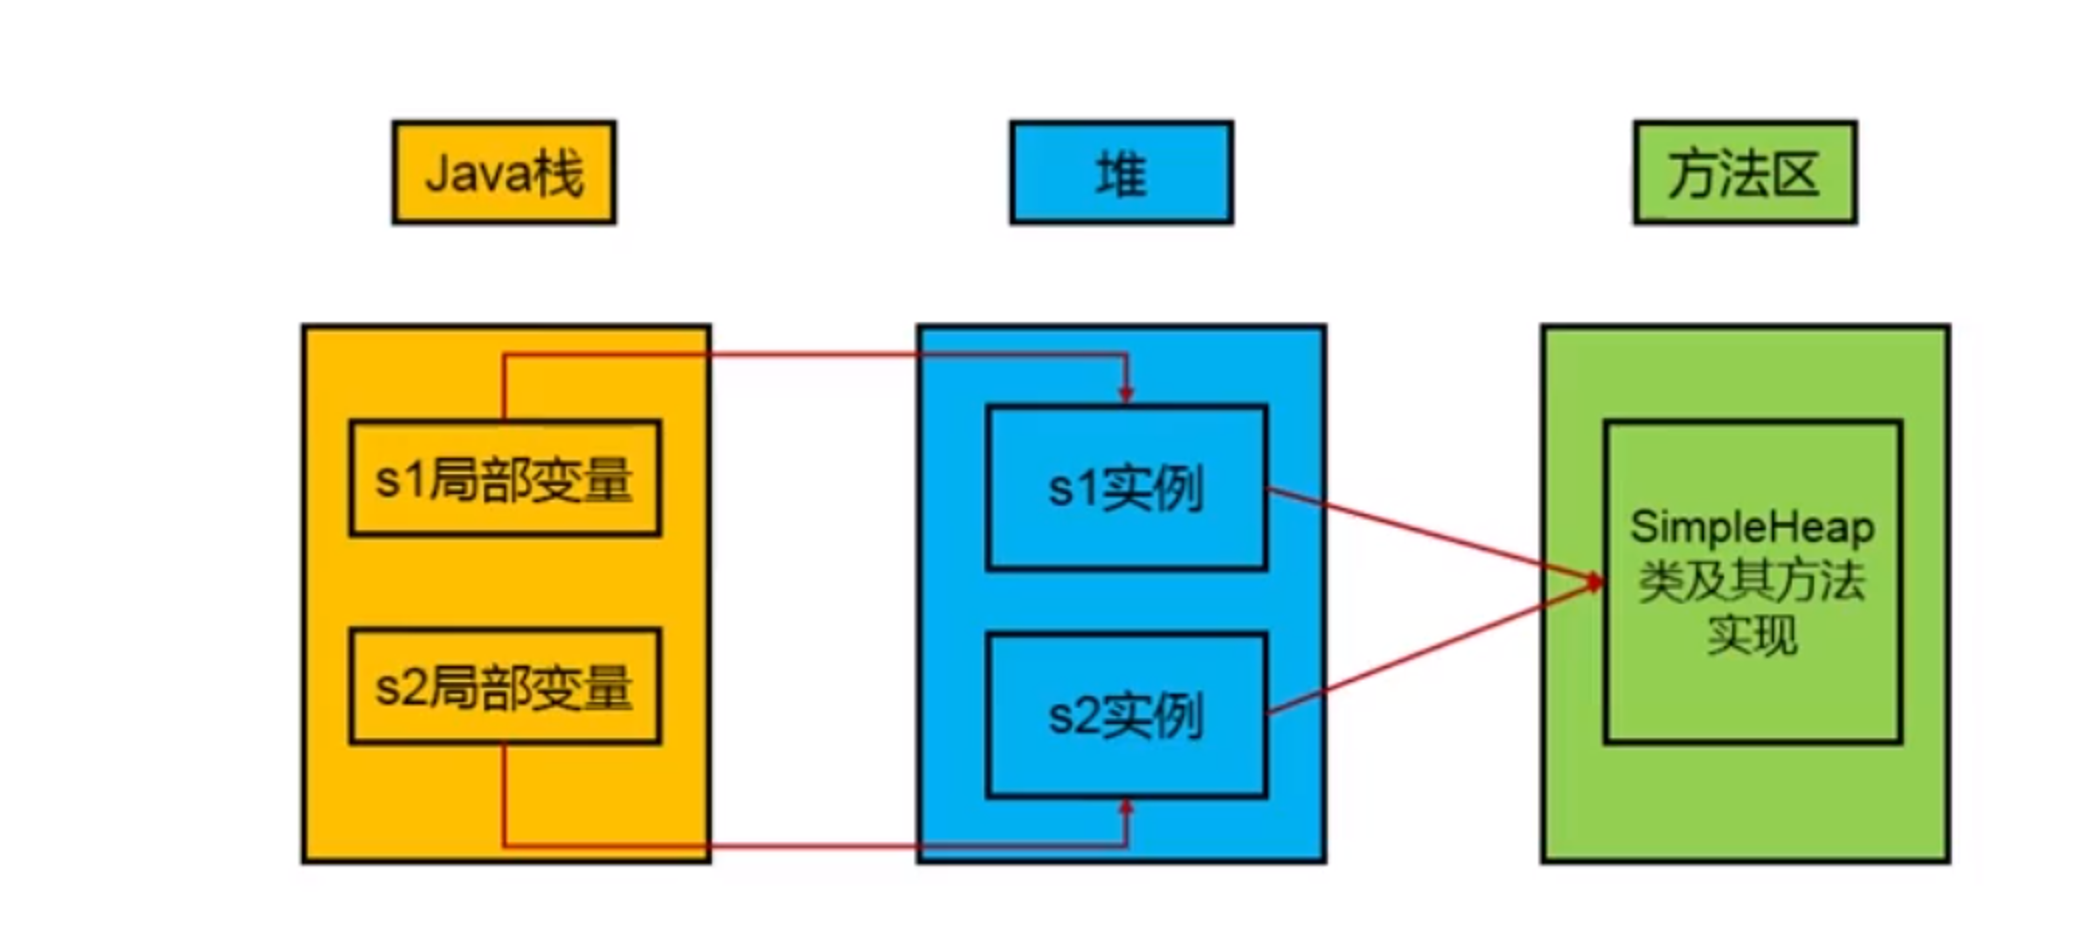 Java栈
堆
方法区
s1局部变量
s2局部变量
s1实例
s2实例
SimpleHeap
类及其方法
实现